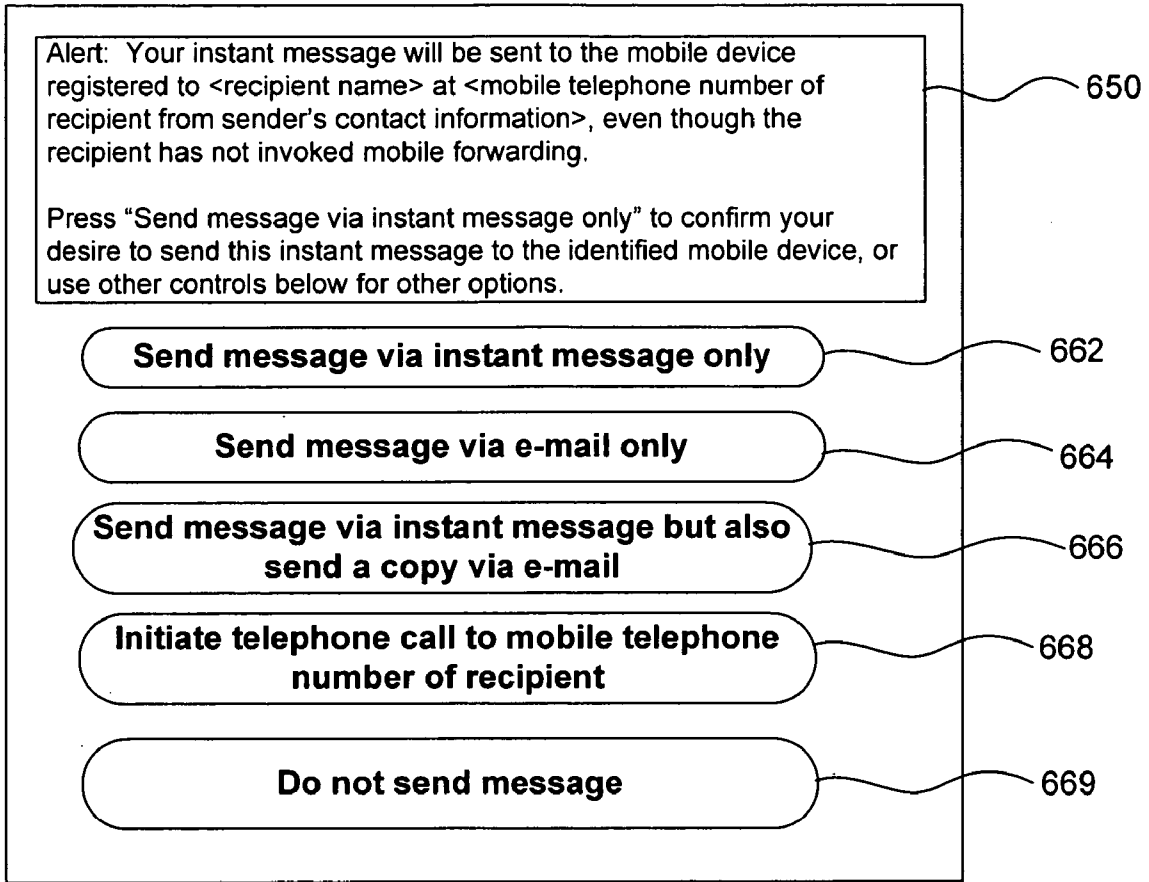 Alert:  Your instant message will be sent to the mobile device
registered to <recipient name> at <mobile telephone number of
recipient from sender's contact information>, even though the
recipient has not invoked mobile forwarding.
650
Press “Send message via instant message only” to confirm your
desire to send this instant message to the identified mobile device, or
use other controls below for other options.
Send message via instant message only
662
Send message via e-mail only
664
Send message via instant message but also
send a copy via e-mail
666
Initiate telephone call to mobile telephone
number of recipient
668
Do not send message
669